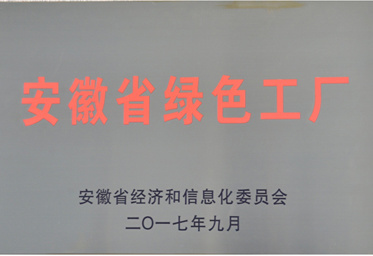 安徽省绿色工厂
安徽省经济和信息化委员会
二〇一七年九月